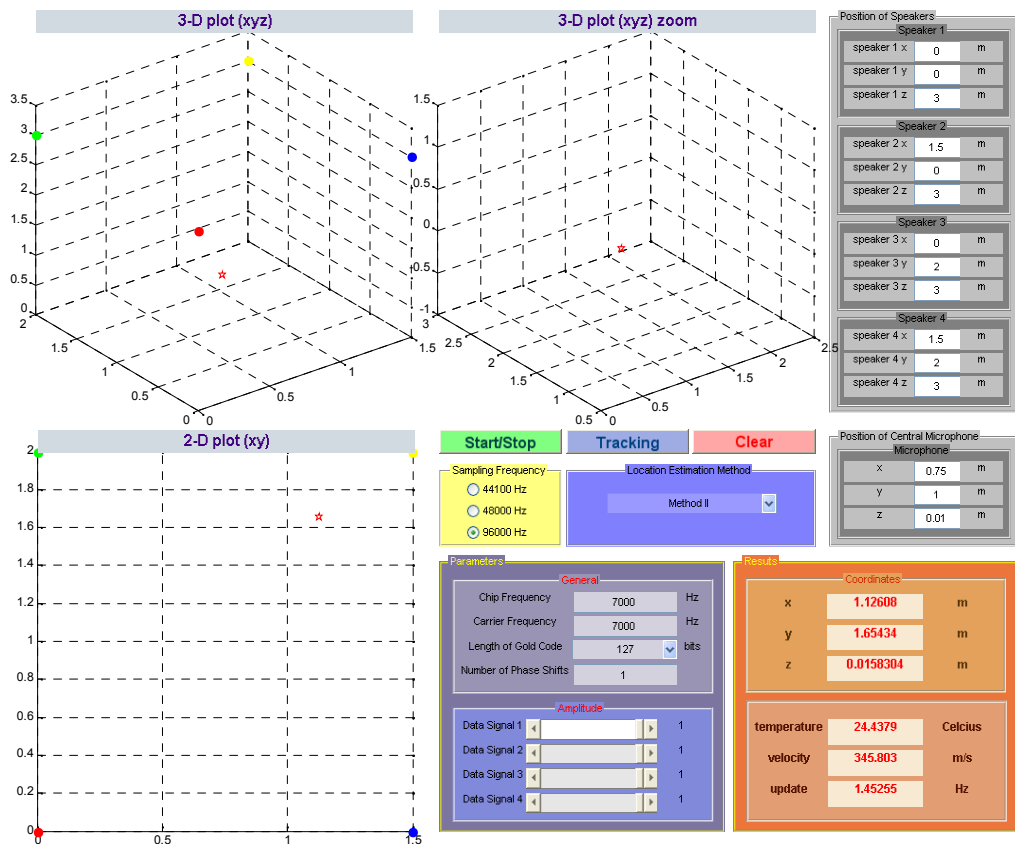 3-D plot (xyz)
3.5
3
2.5
2
1.5
1
0.5
0
2
1.5
1
0.5
0
0
0.5
1
1.5
3-D plot (xyz) zoom
1.5
1
0.5
0
-0.5
-1
3
2.5
2
1.5
1
0.5
0
0.5
1
1.5
2
2.5
Position of Speakers
Speaker 1
speaker 1 x 0 m
speaker 1 y 0 m
speaker 1 z 3 m
Speaker 2
speaker 2 x 1.5 m
speaker 2 y 0 m
speaker 2 z 3 m
Speaker 3
speaker 3 x 0 m
speaker 3 y 2 m
speaker 3 z 3 m
Speaker 4
speaker 4 x 1.5 m
speaker 4 y 2 m
speaker 4 z 3 m
2-D plot (xy)
2
1.8
1.6
1.4
1.2
1
0.8
0.6
0.4
0.2
0
0 0.5 1 1.5
Start/Stop Tracking Clear
Sampling Frequency
44100 Hz
48000 Hz
96000 Hz
Location Estimation Method
Method II
Position of Central Microphone
Microphone
x 0.75 m
y 1 m
z 0.01 m
Parameters
General
Chip Frequency 7000 Hz
Carrier Frequency 7000 Hz
Length of Gold Code 127 bits
Number of Phase Shifts 1
Amplitude
Data Signal 1 1
Data Signal 2 1
Data Signal 3 1
Data Signal 4 1
Resuts
Coordinates
x 1.12608 m
y 1.65434 m
z 0.0158304 m
temperature 24.4379 Celcius
velocity 345.803 m/s
update 1.45255 Hz